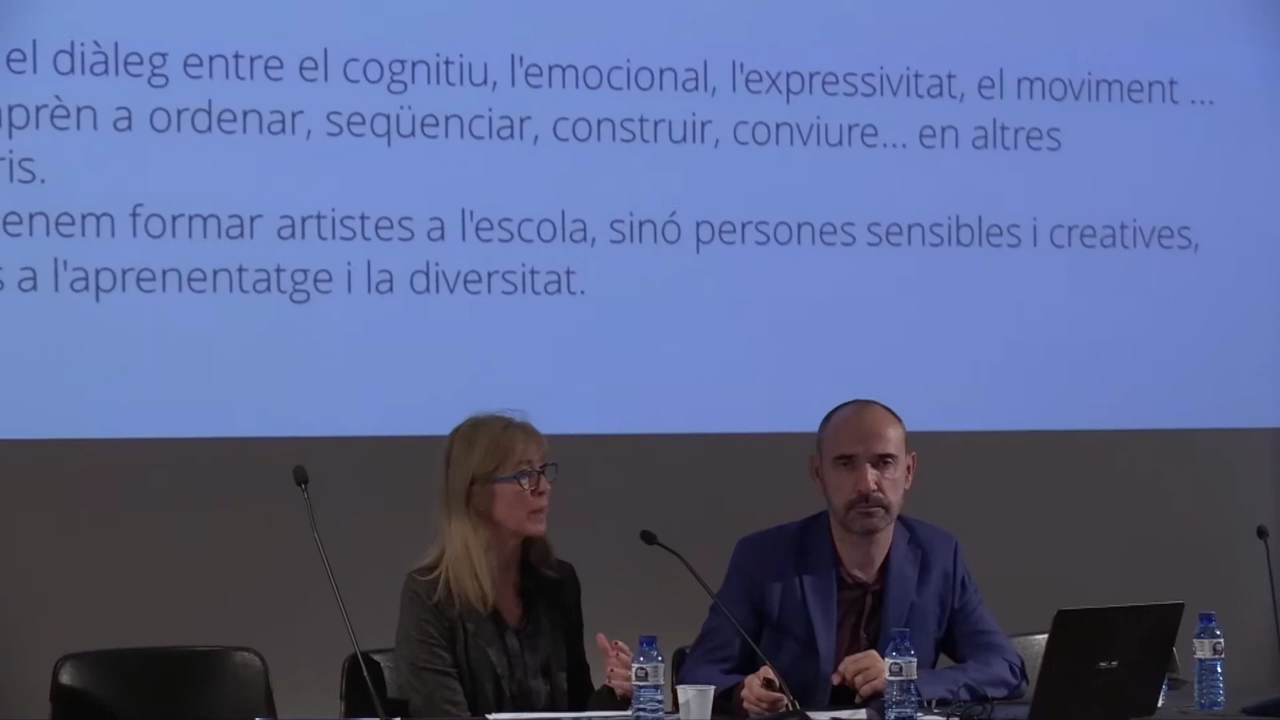 el diàleg entre el cognitiu, l'emocional, l'expressivitat, el moviment ...
prèn a ordenar, seqüenciar, construir, conviure... en altres
ris.
enem formar artistes a l'escola, sinó persones sensibles i creatives,
s a l'aprenentatge i la diversitat.
ASUS